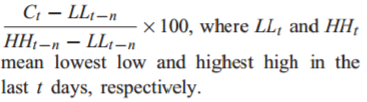 C_t − LL_{t−n} / HH_{t−n} − LL_{t−n} × 100, where LL_t and HH_t
mean lowest low and highest high in the
last t days, respectively.